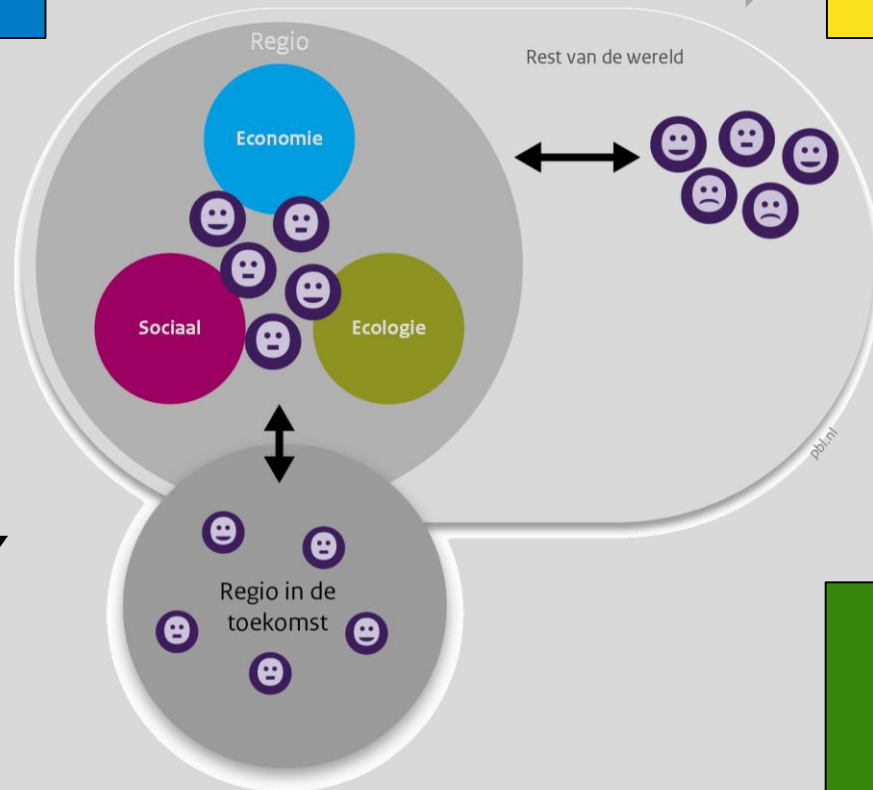 Regio
Rest van de wereld
Economie
Sociaal
Ecologie
pbl.nl
Regio in de
toekomst